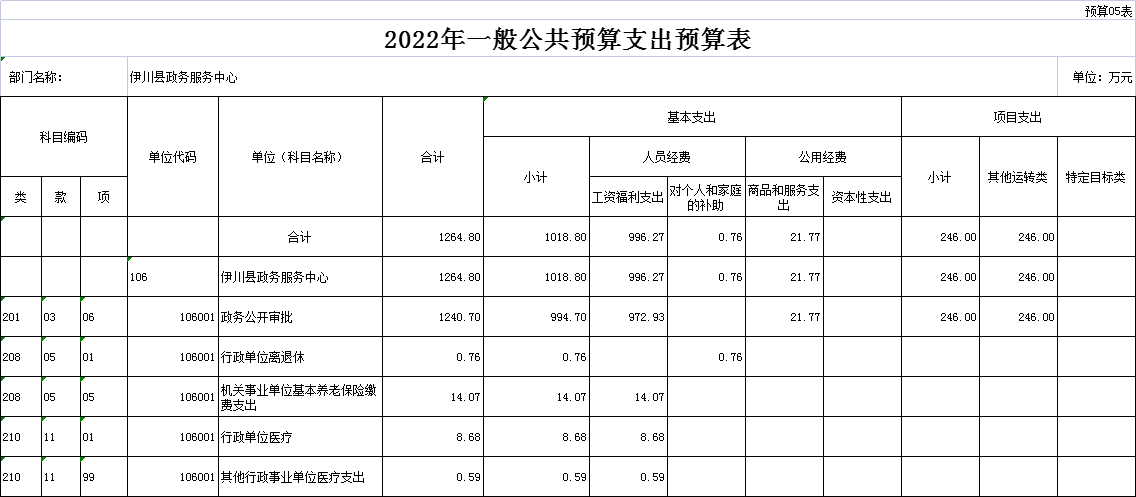 预算05表
2022年一般公共预算支出预算表
部门名称： 伊川县政务服务中心 单位：万元
科目编码 单位代码 单位（科目名称） 合计 基本支出 项目支出
小计 人员经费 公用经费 小计 其他运转类 特定目标类
类 款 项 工资福利支出 对个人和家庭的补助 商品和服务支出 资本性支出
合计 1264.80 1018.80 996.27 0.76 21.77 246.00 246.00
106 伊川县政务服务中心 1264.80 1018.80 996.27 0.76 21.77 246.00 246.00
201 03 06 106001 政务公开审批 1240.70 994.70 972.93 21.77 246.00 246.00
208 05 01 106001 行政单位离退休 0.76 0.76 0.76
208 05 05 106001 机关事业单位基本养老保险缴费支出 14.07 14.07 14.07
210 11 01 106001 行政单位医疗 8.68 8.68 8.68
210 11 99 106001 其他行政事业单位医疗支出 0.59 0.59 0.59